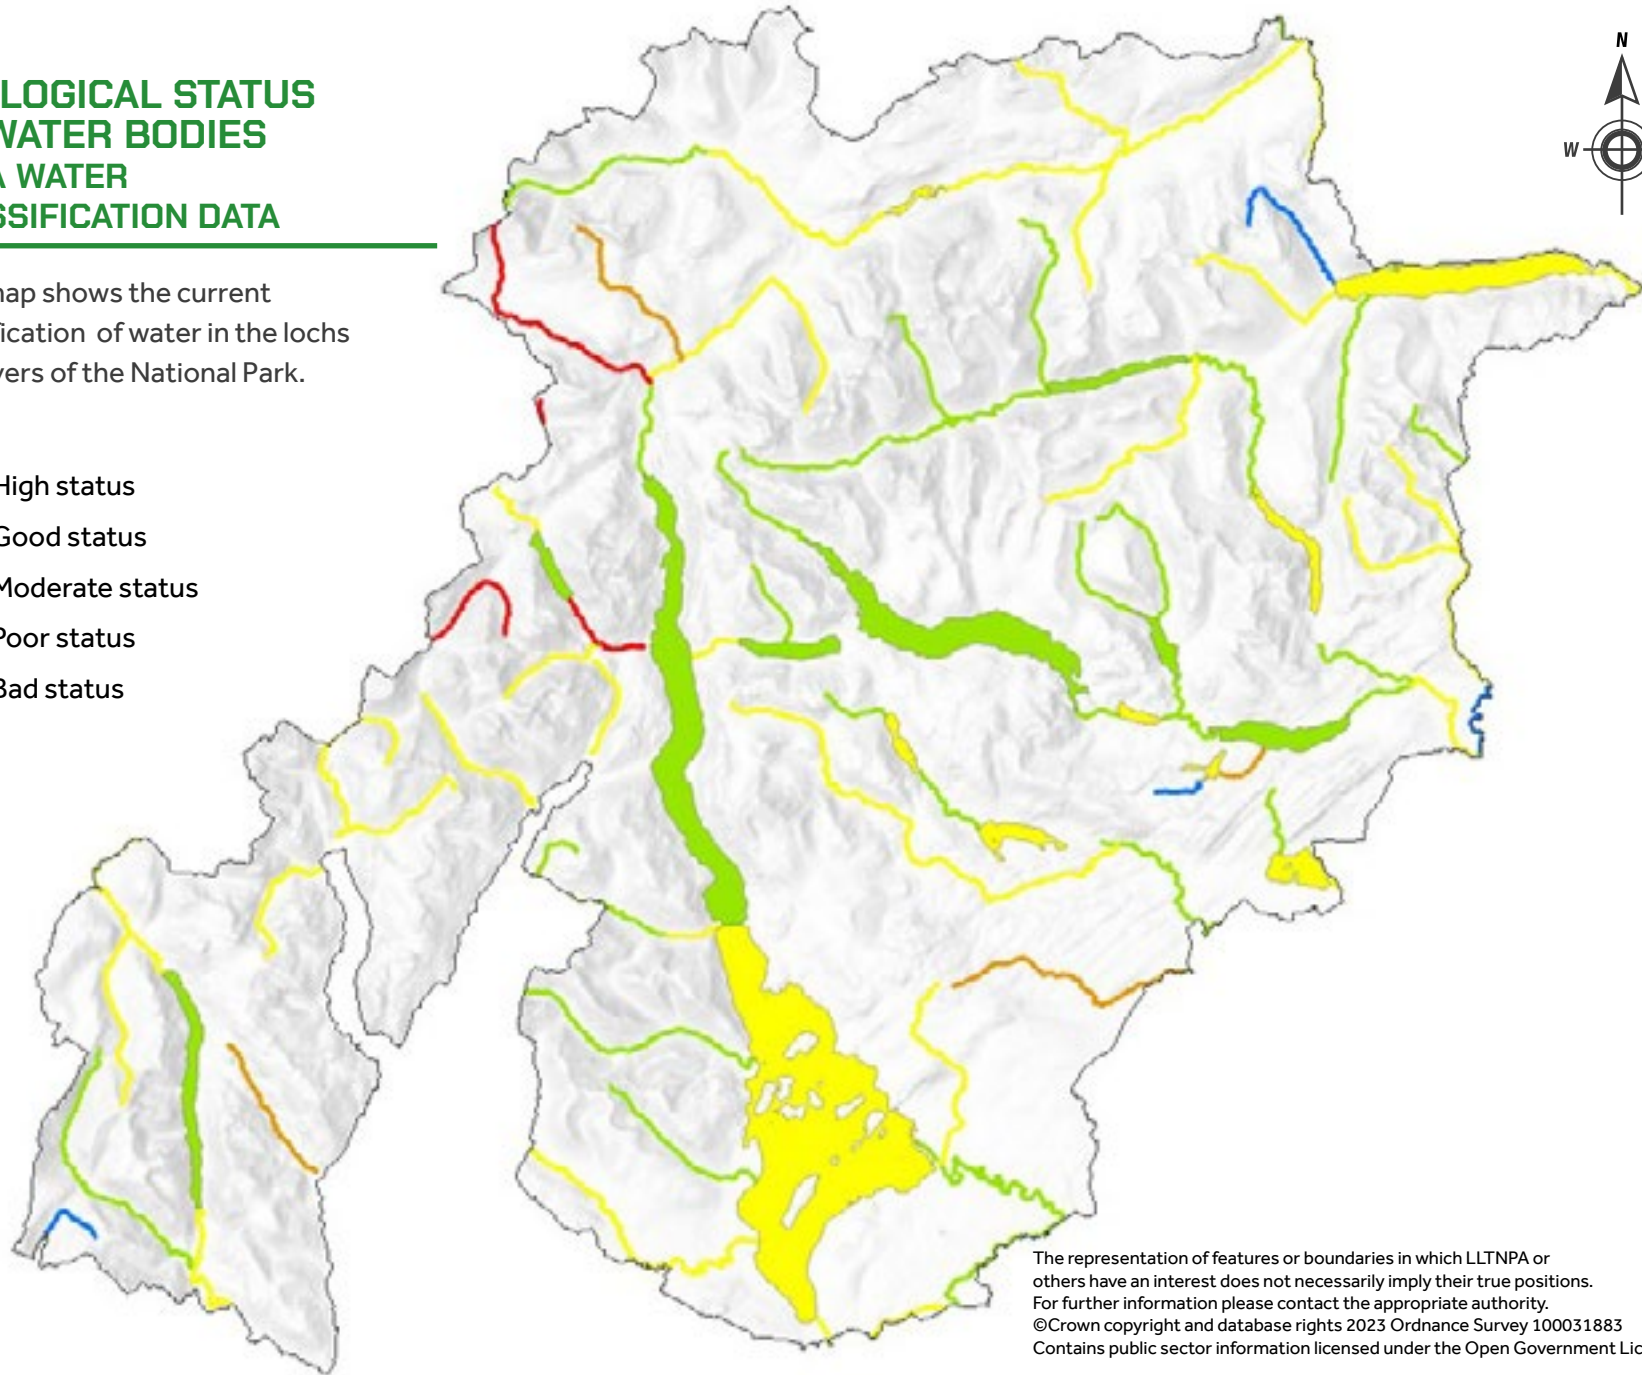 LOGICAL STATUS
WATER BODIES
WATER
SSIFICATION DATA
map shows the current
fication of water in the lochs
vers of the National Park.
High status
Good status
Moderate status
Poor status
Bad status
N
W
The representation of features or boundaries in which LLTNPA or
others have an interest does not necessarily imply their true positions.
For further information please contact the appropriate authority.
©Crown copyright and database rights 2023 Ordnance Survey 100031883
Contains public sector information licensed under the Open Government Lic